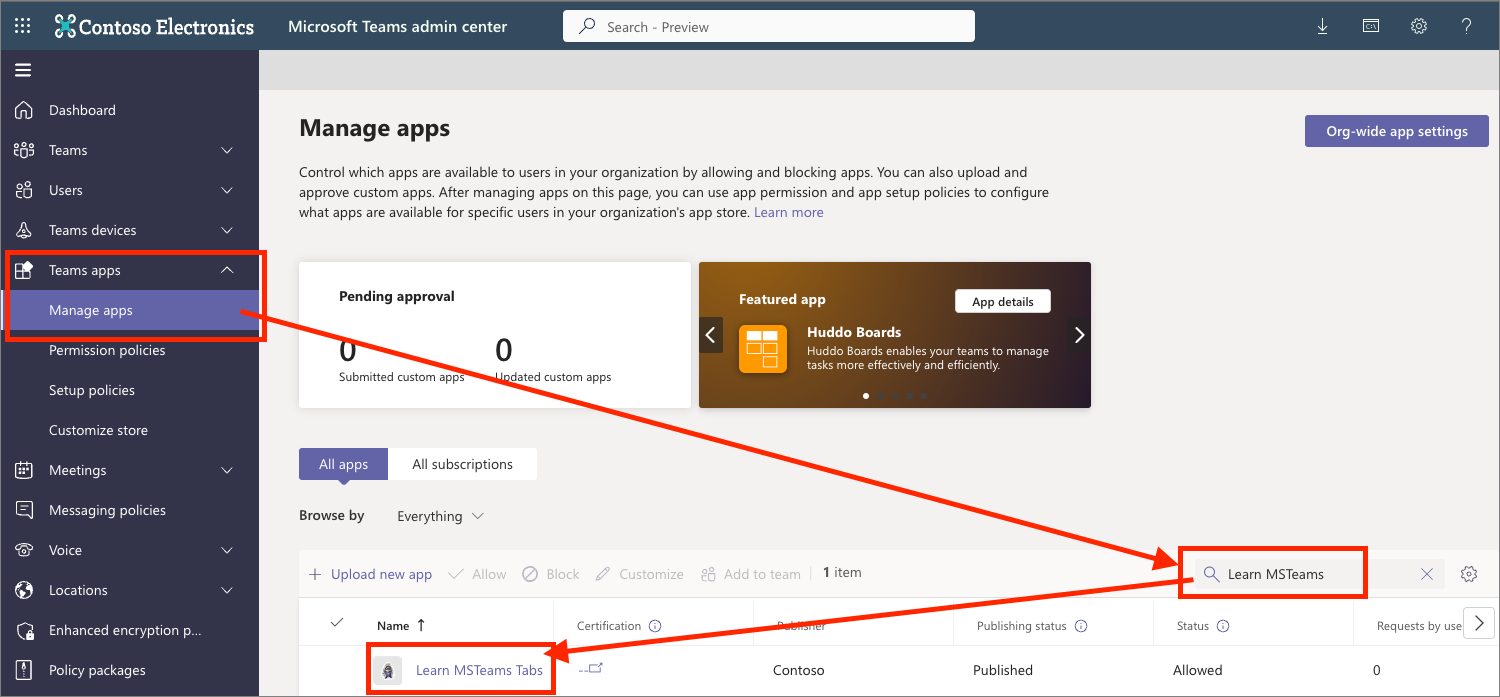 Contoso Electronics
Microsoft Teams admin center
Search - Preview
Dashboard
Teams
Users
Teams devices
Teams apps
Manage apps
Permission policies
Setup policies
Customize store
Meetings
Messaging policies
Voice
Locations
Enhanced encryption p...
Policy packages
Manage apps
Org-wide app settings
Control which apps are available to users in your organization by allowing and blocking apps. You can also upload and
approve custom apps. After managing apps on this page, you can use app permission and app setup policies to configure
what apps are available for specific users in your organization's app store. Learn more
Pending approval
0
Submitted custom apps
0
Updated custom apps
Featured app
App details
Huddo Boards
Huddo Boards enables your teams to manage
tasks more effectively and efficiently.
All apps
All subscriptions
Browse by
Everything
Upload new app
Allow
Block
Customize
Add to team
1 item
Learn MSTeams
Name ↑
Certification
Publisher
Publishing status
Status
Requests by use
Learn MSTeams Tabs
--
Contoso
Published
Allowed
0